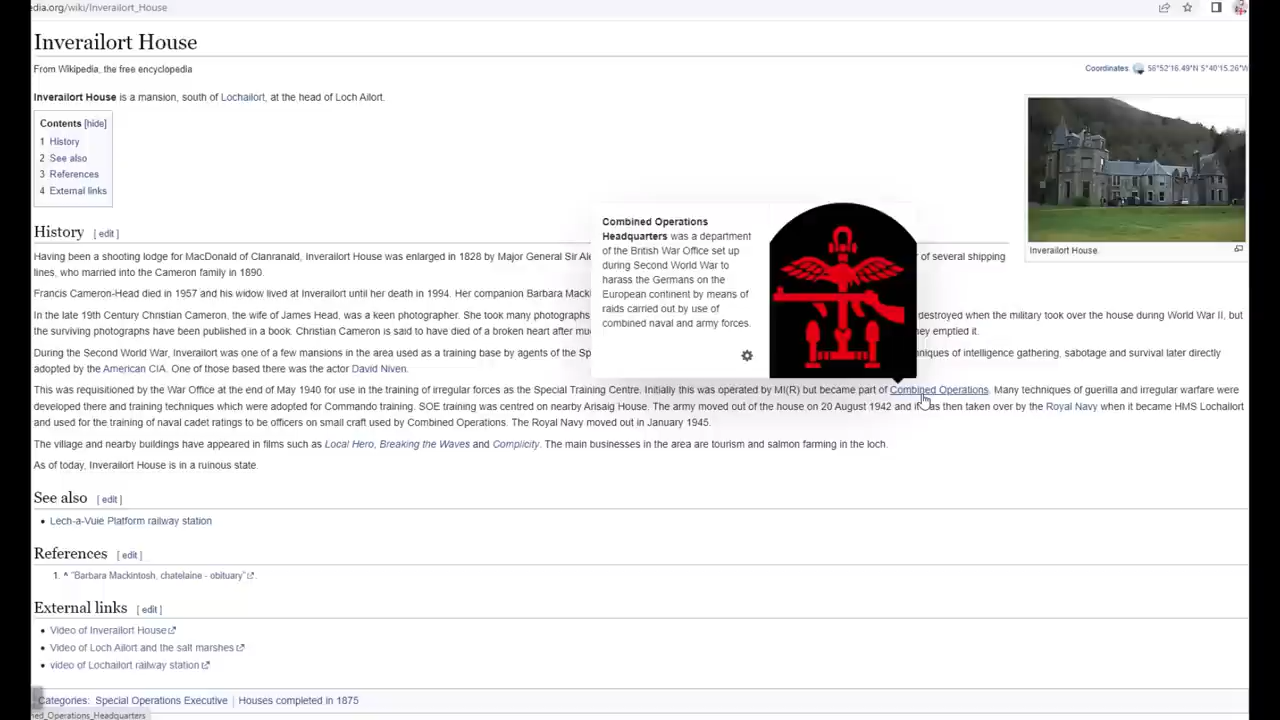 edia.org/wiki/Inverailort_House
Inverailort House
From Wikipedia, the free encyclopedia
Coordinates: 56°52′16.49″N 5°40′15.26″W
Inverailort House is a mansion, south of Lochailort, at the head of Loch Ailort.
Contents [hide]
1 History
2 See also
3 References
4 External links
Inverailort House.
History [ edit ]
Having been a shooting lodge for MacDonald of Clanranald, Inverailort House was enlarged in 1828 by Major General Sir Ale
r of several shipping
lines, who married into the Cameron family in 1890.
Francis Cameron-Head died in 1957 and his widow lived at Inverailort until her death in 1994. Her companion Barbara Macki
In the late 19th Century Christian Cameron, the wife of James Head, was a keen photographer. She took many photographs
destroyed when the military took over the house during World War II, but
the surviving photographs have been published in a book. Christian Cameron is said to have died of a broken heart after mu
y emptied it.
During the Second World War, Inverailort was one of a few mansions in the area used as a training base by agents of the Sp
niques of intelligence gathering, sabotage and survival later directly
adopted by the American CIA. One of those based there was the actor David Niven.
Combined Operations
Headquarters was a department
of the British War Office set up
during Second World War to
harass the Germans on the
European continent by means of
raids carried out by use of
combined naval and army forces.
This was requisitioned by the War Office at the end of May 1940 for use in the training of irregular forces as the Special Training Centre. Initially this was operated by MI(R) but became part of Combined Operations. Many techniques of guerilla and irregular warfare were
developed there and training techniques which were adopted for Commando training. SOE training was centred on nearby Arisaig House. The army moved out of the house on 20 August 1942 and it as then taken over by the Royal Navy when it became HMS Lochailort
and used for the training of naval cadet ratings to be officers on small craft used by Combined Operations. The Royal Navy moved out in January 1945.
The village and nearby buildings have appeared in films such as Local Hero, Breaking the Waves and Complicity. The main businesses in the area are tourism and salmon farming in the loch.
As of today, Inverailort House is in a ruinous state.
See also [ edit ]
• Lech-a-Vuie Platform railway station
References [ edit ]
1. ^ "Barbara Mackintosh, chatelaine - obituary".
External links [ edit ]
• Video of Inverailort House
• Video of Loch Ailort and the salt marshes
• video of Lochailort railway station
Categories: Special Operations Executive | Houses completed in 1875
ned_Operations_Headquarters